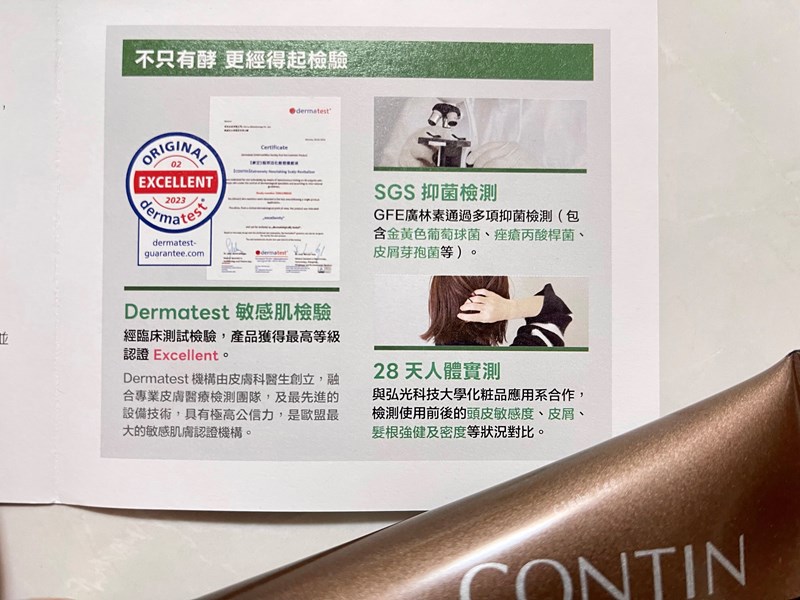 不只有酵 更經得起檢驗
dermatest®
Certificate
ORIGINAL
02
EXCELLENT
2023
dermatest®
dermatest-
guarantee.com
dermatest®
Dermatest 敏感肌檢驗
經臨床測試檢驗，產品獲得最高等級
認證 Excellent。
Dermatest 機構由皮膚科醫生創立，融
合專業皮膚醫療檢測團隊，及最先進的
設備技術，具有極高公信力，是歐盟最
大的敏感肌膚認證機構。
SGS 抑菌檢測
GFE廣林素通過多項抑菌檢測（包
含金黃色葡萄球菌、痤瘡丙酸桿菌、
皮屑芽孢菌等）。
28 天人體實測
與弘光科技大學化粧品應用系合作，
檢測使用前後的頭皮敏感度、皮屑、
髮根強健及密度等狀況對比。
CONTIN